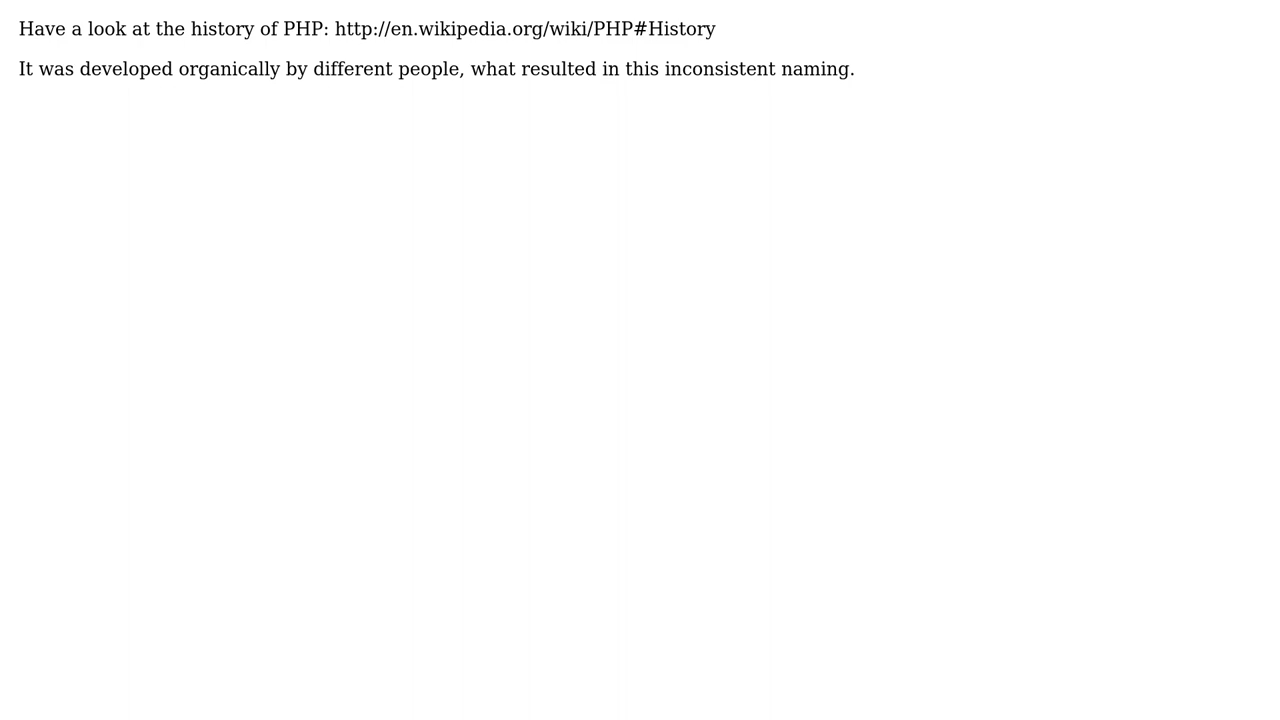 Have a look at the history of PHP: http://en.wikipedia.org/wiki/PHP#History
It was developed organically by different people, what resulted in this inconsistent naming.